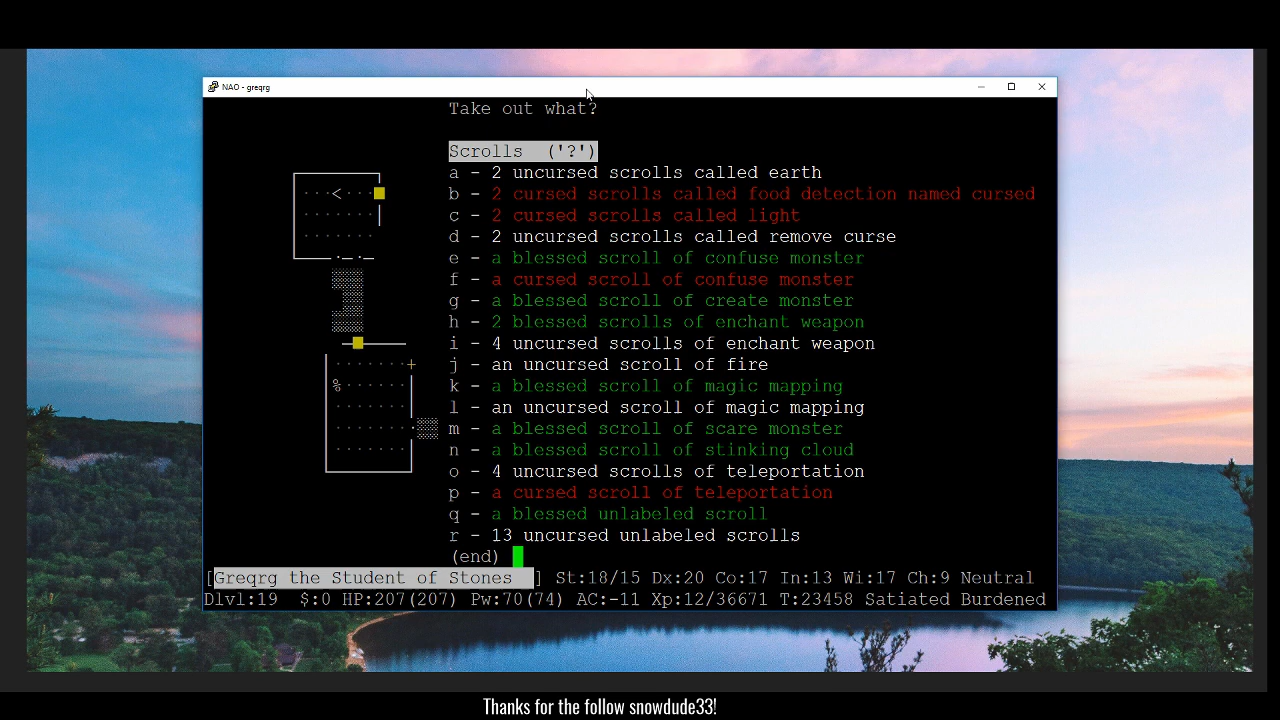 NAO - greqrg
Take out what?
Scrolls ('?')
a - 2 uncursed scrolls called earth
b - 2 cursed scrolls called food detection named cursed
c - 2 cursed scrolls called light
d - 2 uncursed scrolls called remove curse
e - a blessed scroll of confuse monster
f - a cursed scroll of confuse monster
g - a blessed scroll of create monster
h - 2 blessed scrolls of enchant weapon
i - 4 uncursed scrolls of enchant weapon
j - an uncursed scroll of fire
k - a blessed scroll of magic mapping
l - an uncursed scroll of magic mapping
m - a blessed scroll of scare monster
n - a blessed scroll of stinking cloud
o - 4 uncursed scrolls of teleportation
p - a cursed scroll of teleportation
q - a blessed unlabeled scroll
r - 13 uncursed unlabeled scrolls
(end)
[Greqrg the Student of Stones ] St:18/15 Dx:20 Co:17 In:13 Wi:17 Ch:9 Neutral
Dlvl:19 $:0 HP:207(207) Pw:70(74) AC:-11 Xp:12/36671 T:23458 Satiated Burdened
Thanks for the follow snowdude33!